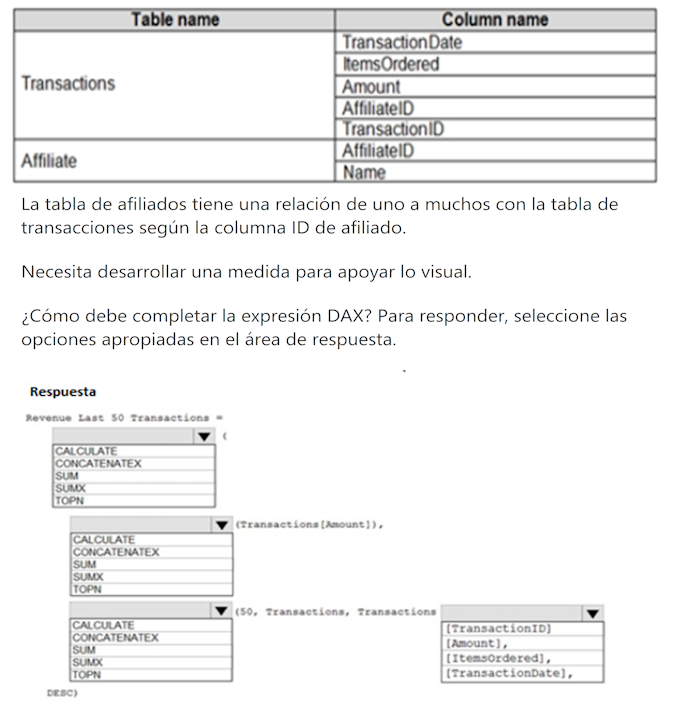 Table name Column name
Transactions
TransactionDate
ItemsOrdered
Amount
AffiliateID
TransactionID
Affiliate
AffiliateID
Name
La tabla de afiliados tiene una relación de uno a muchos con la tabla de
transacciones según la columna ID de afiliado.
Necesita desarrollar una medida para apoyar lo visual.
¿Cómo debe completar la expresión DAX? Para responder, seleccione las
opciones apropiadas en el área de respuesta.
Respuesta
Revenue Last 50 Transactions =
(
CALCULATE
CONCATENATEX
SUM
SUMX
TOPN
(Transactions[Amount]),
CALCULATE
CONCATENATEX
SUM
SUMX
TOPN
(50, Transactions, Transactions
CALCULATE
CONCATENATEX
SUM
SUMX
TOPN
[TransactionID]
[Amount],
[ItemsOrdered],
[TransactionDate],
DESC)